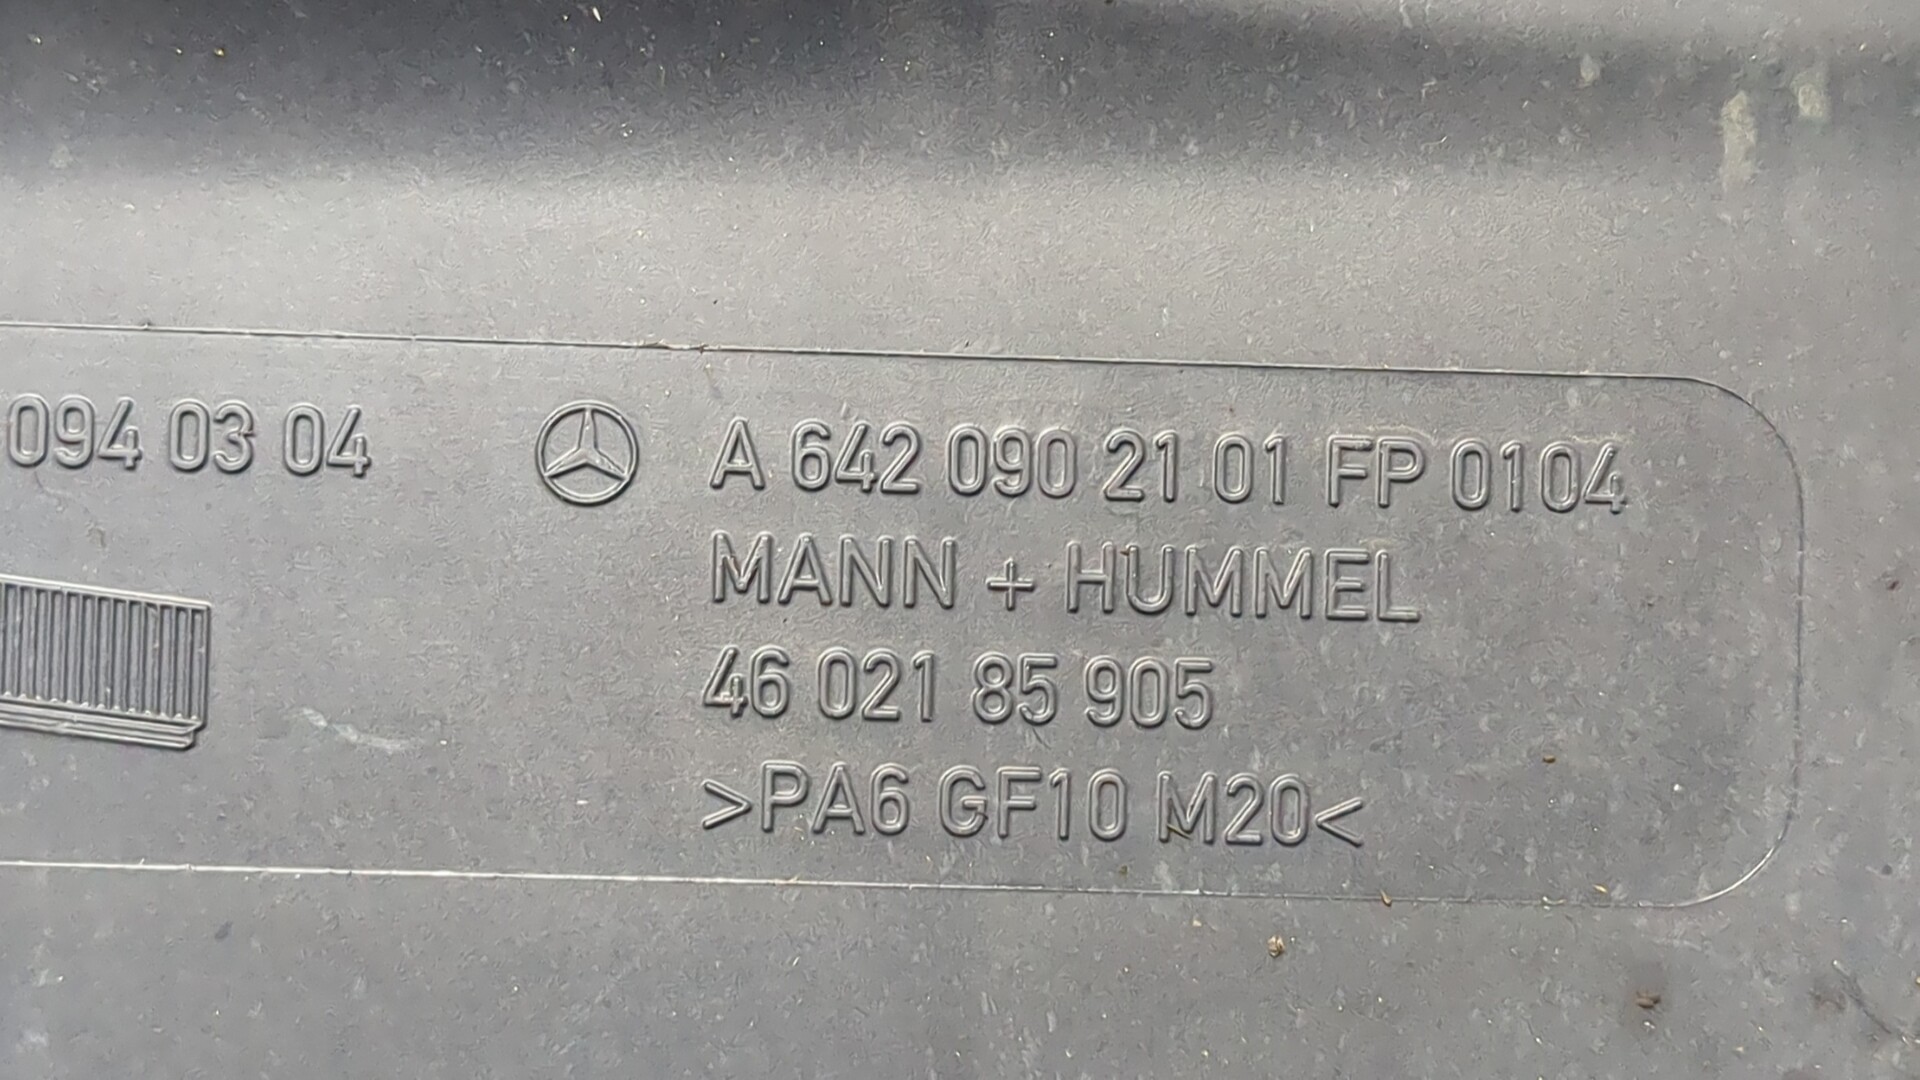 094 03 04
A 642 090 21 01 FP 0104
MANN + HUMMEL
46 021 85 905
>PA6 GF10 M20<